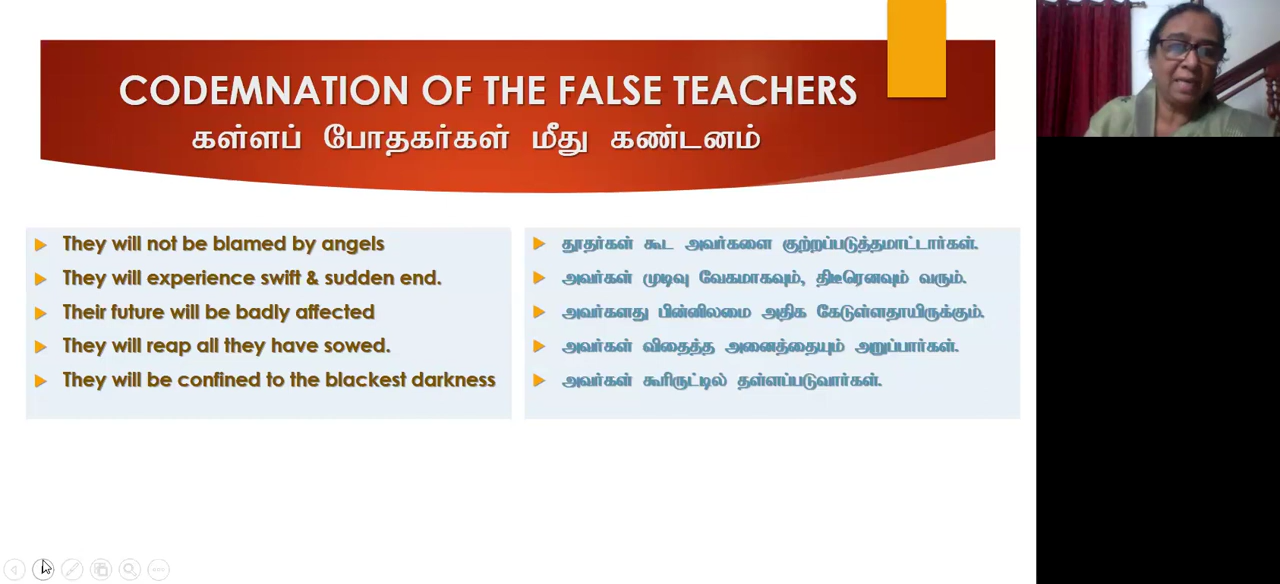 CODEMNATION OF THE FALSE TEACHERS
கள்ளப் போதகர்கள் மீது கண்டனம்
They will not be blamed by angels
They will experience swift & sudden end.
Their future will be badly affected
They will reap all they have sowed.
They will be confined to the blackest darkness
தூதர்கள் கூட அவர்களை குற்றப்படுத்தமாட்டார்கள்.
அவர்கள் முடிவு வேகமாகவும், திடீரெனவும் வரும்.
அவர்களது பின்னிலமை அதிக கேடுள்ளதாயிருக்கும்.
அவர்கள் விதைத்த அனைத்தையும் அறுப்பார்கள்.
அவர்கள் கூரிருட்டில் தள்ளப்படுவார்கள்.